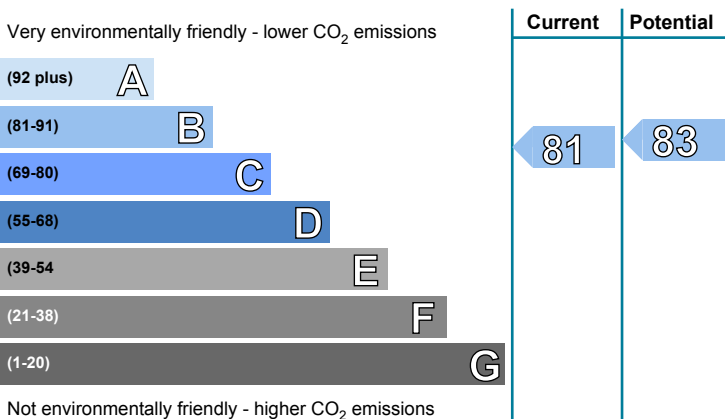 Current Potential
Very environmentally friendly - lower CO2 emissions
(92 plus) A
(81-91) B
(69-80) C
(55-68) D
(39-54 E
(21-38) F
(1-20) G
81 83
Not environmentally friendly - higher CO2 emissions